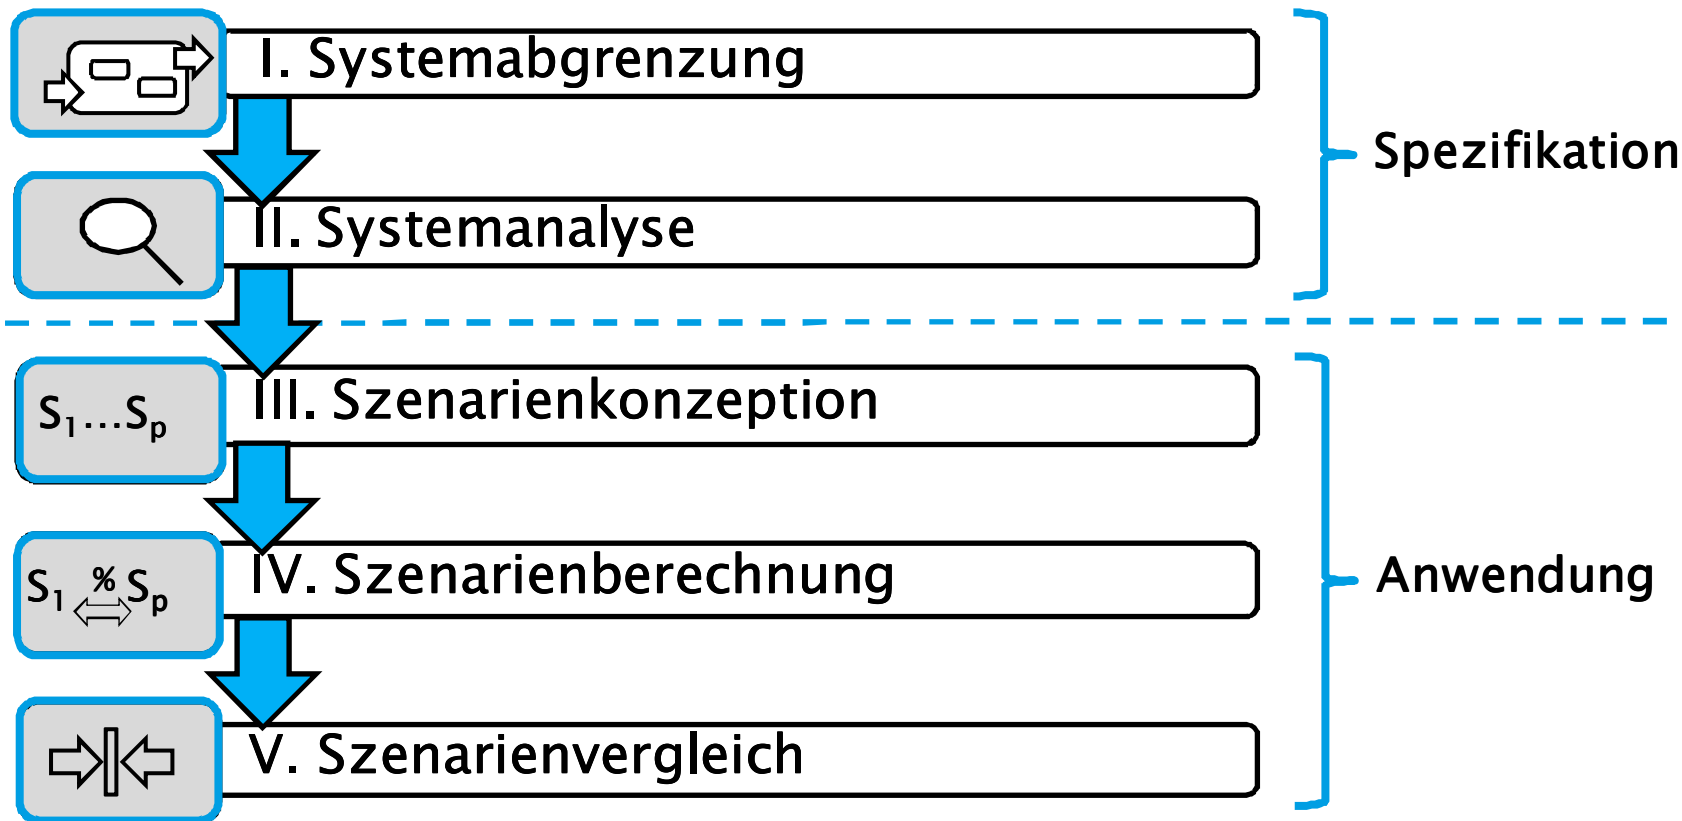 I. Systemabgrenzung
II. Systemanalyse
Spezifikation
S₁...Sₚ
III. Szenarienkonzeption
S₁ % Sₚ
IV. Szenarienberechnung
V. Szenarienvergleich
Anwendung